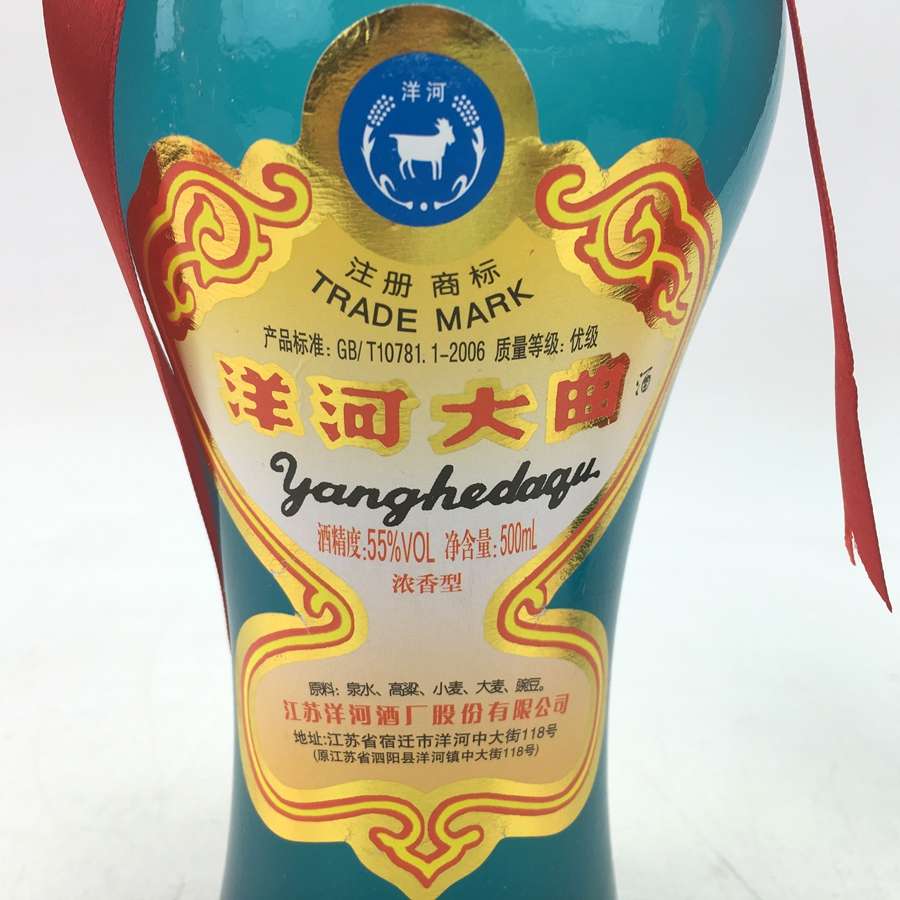 洋河
注册商标
TRADE MARK
产品标准: GB/T10781.1-2006 质量等级: 优级
洋河大曲 酒
Yanghedaqu
酒精度:55%VOL 净含量:500mL
浓香型
原料: 泉水、高粱、小麦、大麦、豌豆。
江苏洋河酒厂股份有限公司
地址:江苏省宿迁市洋河中大街118号
(原江苏省泗阳县洋河镇中大街118号)